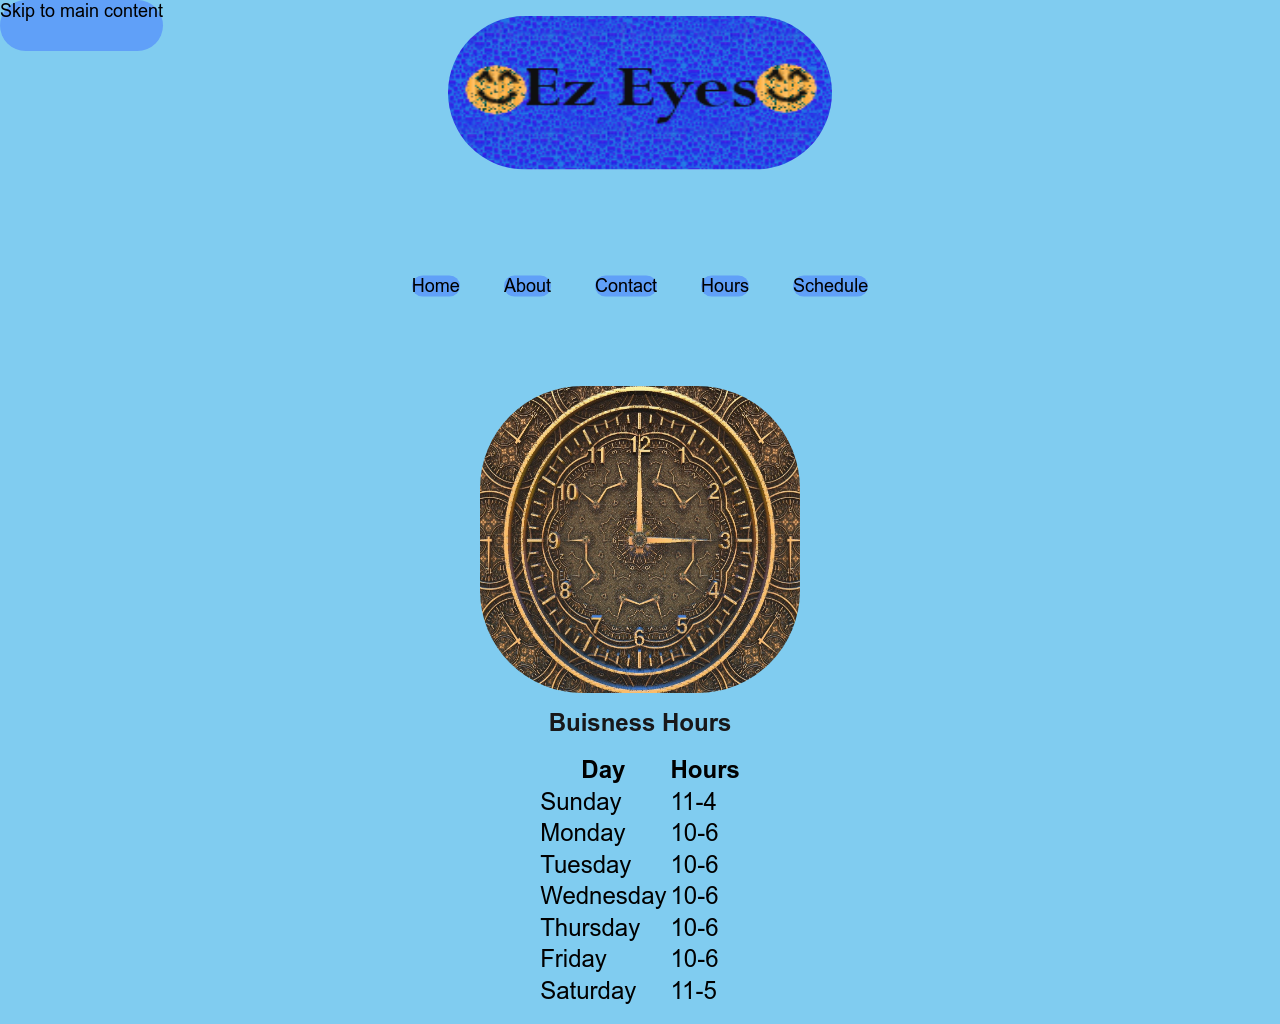 Skip to main content
Ez Eyes
Home About Contact Hours Schedule
12
11 1
10 2
9 3
8 4
7 5
6
Buisness Hours
Day Hours
Sunday 11-4
Monday 10-6
Tuesday 10-6
Wednesday 10-6
Thursday 10-6
Friday 10-6
Saturday 11-5